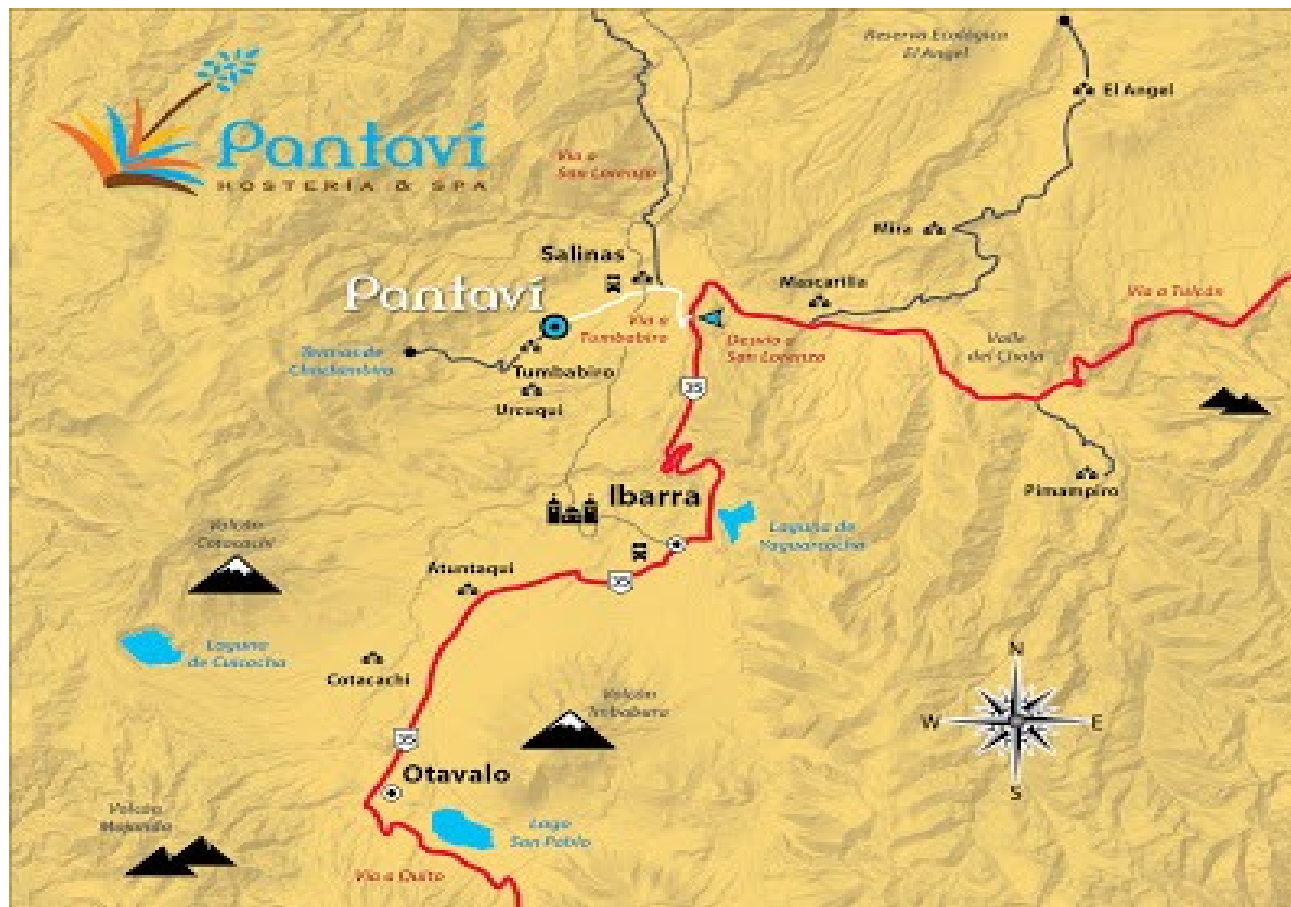 Reserva Ecológica
El Angel
El Angel
Pantaví
HOSTERÍA & SPA
Vía a
San Lorenzo
Mira
Salinas
Pantaví
Mascarilla
Vía a Tulcán
Vía a
Tumbabiro
Desvío a
San Lorenzo
Valle
del Chota
Termas de
Chachimbiro
Tumbabiro
Urcuqui
35
Ibarra
Pimampiro
Laguna de
Yaguarcocha
Volcán
Cotacachi
Atuntaqui
35
Laguna
de Cuicocha
Cotacachi
Volcán
Imbabura
N
W
E
S
35
Otavalo
Volcán
Mojanda
Lago
San Pablo
Vía a Quito